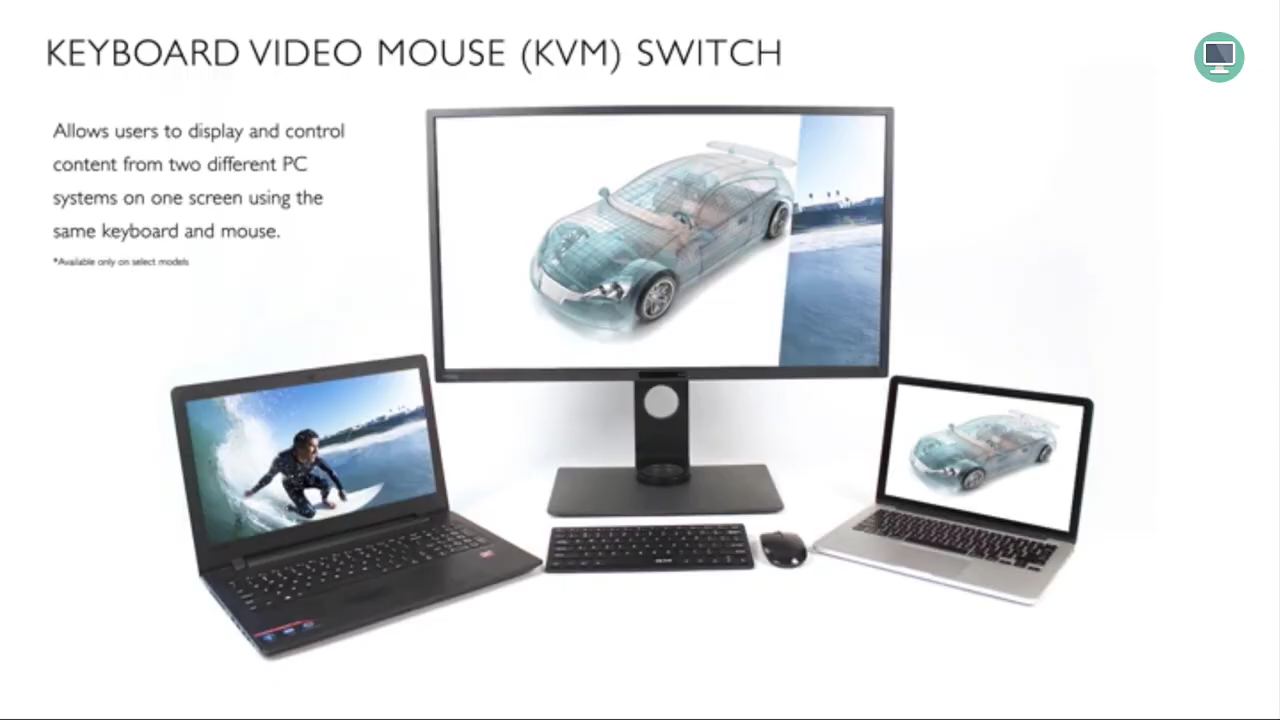 KEYBOARD VIDEO MOUSE (KVM) SWITCH
Allows users to display and control
content from two different PC
systems on one screen using the
same keyboard and mouse.
*Available only on select models